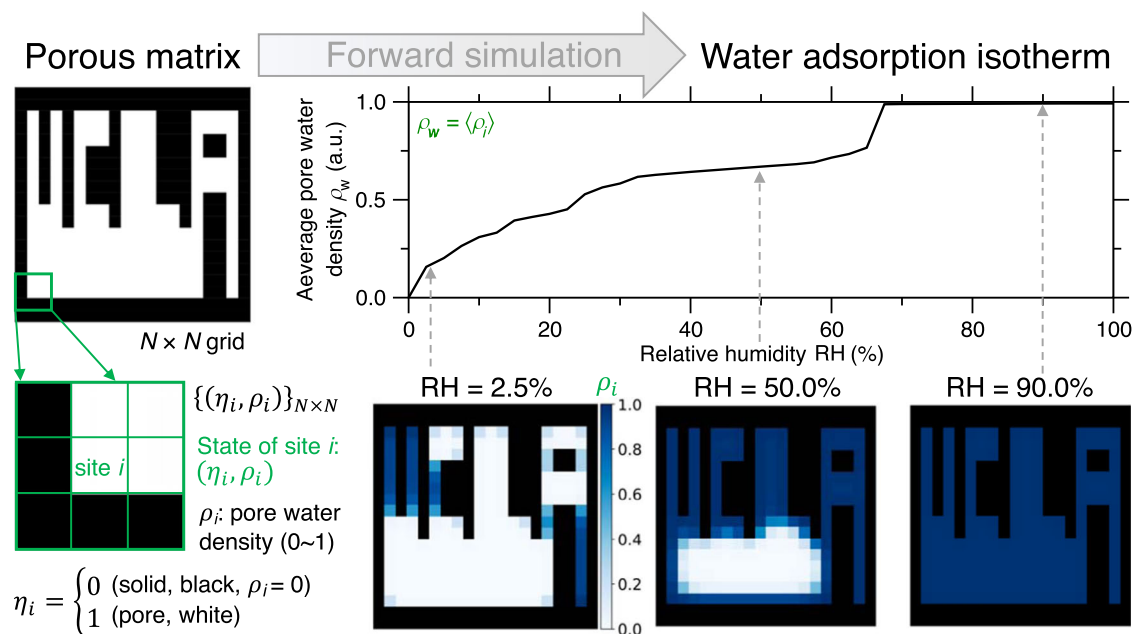 Porous matrix
Forward simulation
Water adsorption isotherm
N × N grid
{(ηᵢ, ρᵢ)}N×N
State of site i:
(ηᵢ, ρᵢ)
site i
ρᵢ: pore water
density (0~1)
ηᵢ = { 0 (solid, black, ρᵢ = 0)
1 (pore, white)
Aeverage pore water
density ρw (a.u.)
1.0
0.5
0.0
ρw = ⟨ρᵢ⟩
0 20 40 60 80 100
Relative humidity RH (%)
RH = 2.5%
ρᵢ
1.0
0.8
0.6
0.4
0.2
0.0
RH = 50.0%
RH = 90.0%